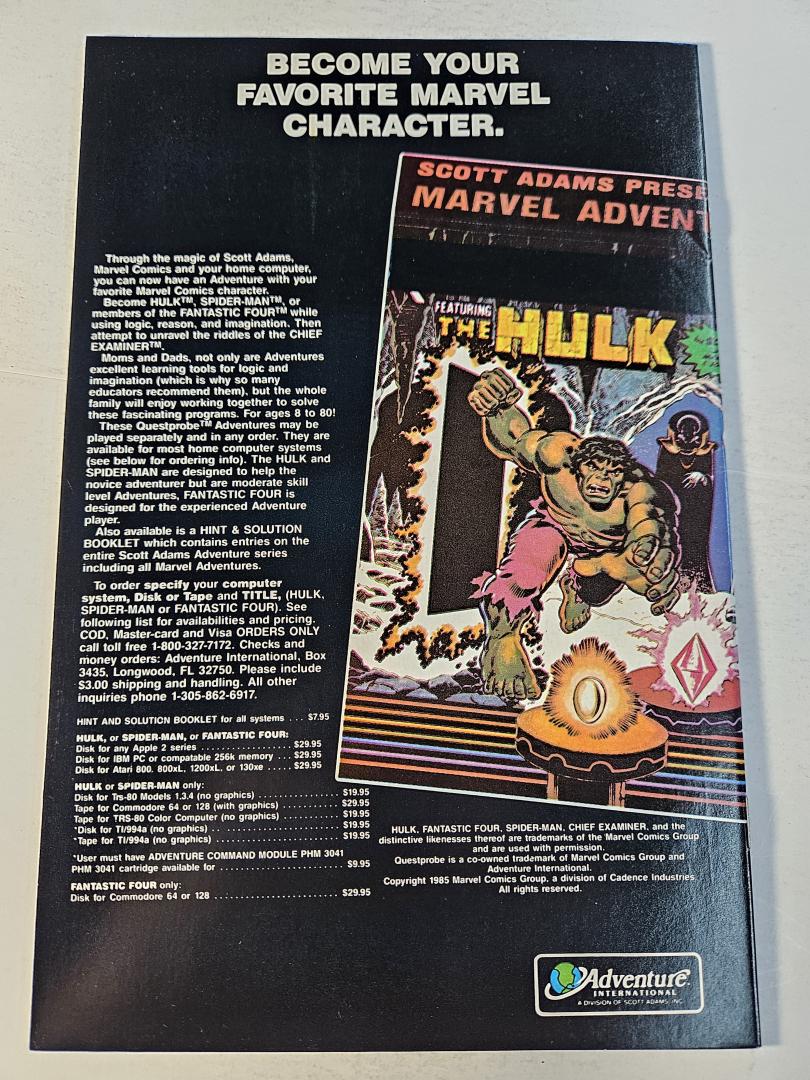 BECOME YOUR
FAVORITE MARVEL
CHARACTER.
SCOTT ADAMS PRESE
MARVEL ADVENT
FEATURING
THE HULK
Through the magic of Scott Adams,
Marvel Comics and your home computer,
you can now have an Adventure with your
favorite Marvel Comics character.
Become HULK™, SPIDER-MAN™, or
members of the FANTASTIC FOUR™ while
using logic, reason, and imagination. Then
attempt to unravel the riddles of the CHIEF
EXAMINER™.
Moms and Dads, not only are Adventures
excellent learning tools for logic and
imagination (which is why so many
educators recommend them), but the whole
family will enjoy working together to solve
these fascinating programs. For ages 8 to 80!
These Questprobe™ Adventures may be
played separately and in any order. They are
available for most home computer systems
(see below for ordering info). The HULK and
SPIDER-MAN are designed to help the
novice adventurer but are moderate skill
level Adventures, FANTASTIC FOUR is
designed for the experienced Adventure
player.
Also available is a HINT & SOLUTION
BOOKLET which contains entries on the
entire Scott Adams Adventure series
including all Marvel Adventures.
To order specify your computer
system, Disk or Tape and TITLE, (HULK,
SPIDER-MAN or FANTASTIC FOUR). See
following list for availabilities and pricing.
COD, Master-card and Visa ORDERS ONLY
call toll free 1-800-327-7172. Checks and
money orders: Adventure International, Box
3435, Longwood, FL 32750. Please include
$3.00 shipping and handling. All other
inquiries phone 1-305-862-6917.
HINT AND SOLUTION BOOKLET for all systems ... $7.95
HULK, or SPIDER-MAN, or FANTASTIC FOUR:
Disk for any Apple 2 series .................. $29.95
Disk for IBM PC or compatable 256k memory ... $29.95
Disk for Atari 800. 800xL, 1200xL, or 130xe ..... $29.95
HULK or SPIDER-MAN only:
Disk for Trs-80 Models 1,3,4 (no graphics) ............... $19.95
Tape for Commodore 64 or 128 (with graphics) .......... $29.95
Tape for TRS-80 Color Computer (no graphics) .......... $19.95
*Disk for TI/994a (no graphics) ........................ $19.95
*Tape for TI/994a (no graphics) ........................ $19.95
*User must have ADVENTURE COMMAND MODULE PHM 3041
PHM 3041 cartridge available for ....................... $9.95
FANTASTIC FOUR only:
Disk for Commodore 64 or 128 ........................ $29.95
HULK, FANTASTIC FOUR, SPIDER-MAN, CHIEF EXAMINER, and the
distinctive likenesses thereof are trademarks of the Marvel Comics Group
and are used with permission.
Questprobe is a co-owned trademark of Marvel Comics Group and
Adventure International.
Copyright 1985 Marvel Comics Group, a division of Cadence Industries.
All rights reserved.
Adventure
INTERNATIONAL
A DIVISION OF SCOTT ADAMS, INC.